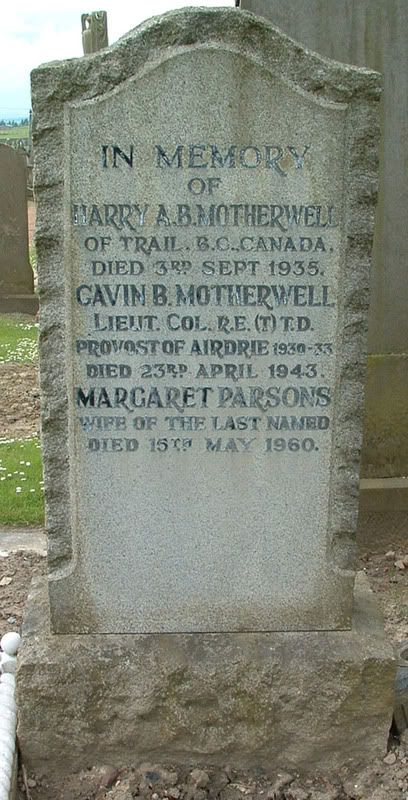 IN MEMORY
OF
HARRY A.B. MOTHERWELL
OF TRAIL. B.C. CANADA.
DIED 3RD SEPT 1935.
GAVIN B. MOTHERWELL
LIEUT. COL. R.E. (T) T.D.
PROVOST OF AIRDRIE 1930-33
DIED 23RD APRIL 1943.
MARGARET PARSONS
WIFE OF THE LAST NAMED
DIED 15TH MAY 1960.